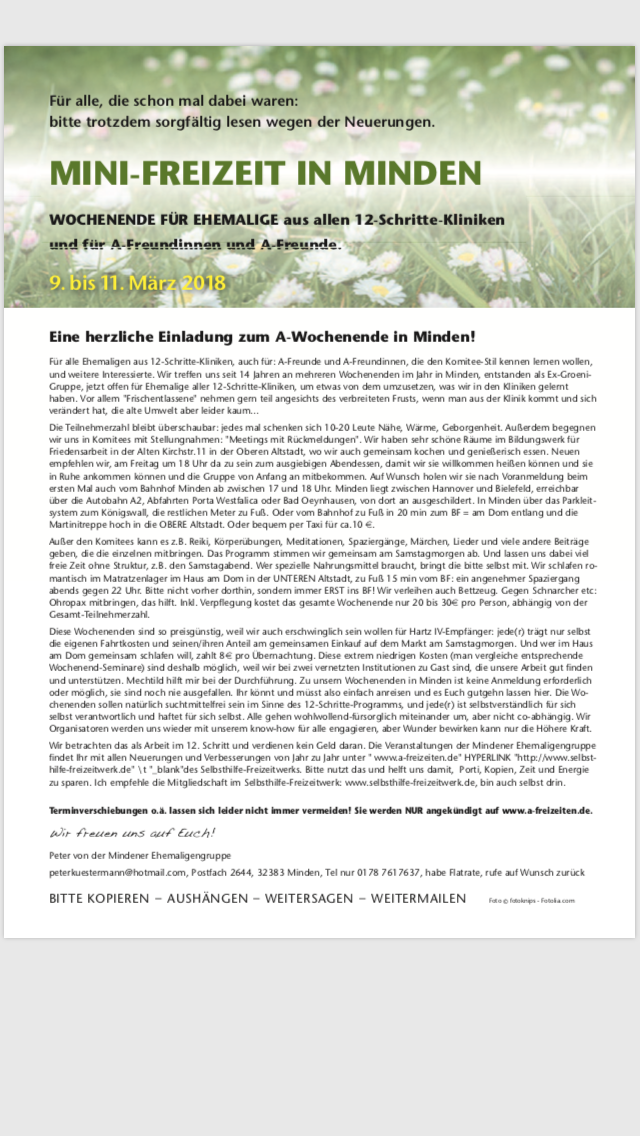 Für alle, die schon mal dabei waren:
bitte trotzdem sorgfältig lesen wegen der Neuerungen.
MINI-FREIZEIT IN MINDEN
WOCHENENDE FÜR EHEMALIGE aus allen 12-Schritte-Kliniken
und für A-Freundinnen und A-Freunde.
9. bis 11. März 2018
Eine herzliche Einladung zum A-Wochenende in Minden!
Für alle Ehemaligen aus 12-Schritte-Kliniken, auch für: A-Freunde und A-Freundinnen, die den Komitee-Stil kennen lernen wollen,
und weitere Interessierte. Wir treffen uns seit 14 Jahren an mehreren Wochenenden im Jahr in Minden, entstanden als Ex-Groeni-
Gruppe, jetzt offen für Ehemalige aller 12-Schritte-Kliniken, um etwas von dem umzusetzen, was wir in den Kliniken gelernt
haben. Vor allem "Frischentlassene" nehmen gern teil angesichts des verbreiteten Frusts, wenn man aus der Klinik kommt und sich
verändert hat, die alte Umwelt aber leider kaum...
Die Teilnehmerzahl bleibt überschaubar: jedes mal schenken sich 10-20 Leute Nähe, Wärme, Geborgenheit. Außerdem begegnen
wir uns in Komitees mit Stellungnahmen: "Meetings mit Rückmeldungen". Wir haben sehr schöne Räume im Bildungswerk für
Friedensarbeit in der Alten Kirchstr.11 in der Oberen Altstadt, wo wir auch gemeinsam kochen und genießerisch essen. Neuen
empfehlen wir, am Freitag um 18 Uhr da zu sein zum ausgiebigen Abendessen, damit wir sie willkommen heißen können und sie
in Ruhe ankommen können und die Gruppe von Anfang an mitbekommen. Auf Wunsch holen wir sie nach Voranmeldung beim
ersten Mal auch vom Bahnhof Minden ab zwischen 17 und 18 Uhr. Minden liegt zwischen Hannover und Bielefeld, erreichbar
über die Autobahn A2, Abfahrten Porta Westfalica oder Bad Oeynhausen, von dort an ausgeschildert. In Minden über das Parkleit-
system zum Königswall, die restlichen Meter zu Fuß. Oder vom Bahnhof zu Fuß in 20 min zum BF = am Dom entlang und die
Martinitreppe hoch in die OBERE Altstadt. Oder bequem per Taxi für ca.10 €.
Außer den Komitees kann es z.B. Reiki, Körperübungen, Meditationen, Spaziergänge, Märchen, Lieder und viele andere Beiträge
geben, die die einzelnen mitbringen. Das Programm stimmen wir gemeinsam am Samstagmorgen ab. Und lassen uns dabei viel
freie Zeit ohne Struktur, z.B. den Samstagabend. Wer spezielle Nahrungsmittel braucht, bringt die bitte selbst mit. Wir schlafen ro-
mantisch im Matratzenlager im Haus am Dom in der UNTEREN Altstadt, zu Fuß 15 min vom BF: ein angenehmer Spaziergang
abends gegen 22 Uhr. Bitte nicht vorher dorthin, sondern immer ERST ins BF! Wir verleihen auch Bettzeug. Gegen Schnarcher etc:
Ohropax mitbringen, das hilft. Inkl. Verpflegung kostet das gesamte Wochenende nur 20 bis 30€ pro Person, abhängig von der
Gesamt-Teilnehmerzahl.
Diese Wochenenden sind so preisgünstig, weil wir auch erschwinglich sein wollen für Hartz IV-Empfänger: jede(r) trägt nur selbst
die eigenen Fahrtkosten und seinen/ihren Anteil am gemeinsamen Einkauf auf dem Markt am Samstagmorgen. Und wer im Haus
am Dom gemeinsam schlafen will, zahlt 8€ pro Übernachtung. Diese extrem niedrigen Kosten (man vergleiche entsprechende
Wochenend-Seminare) sind deshalb möglich, weil wir bei zwei vernetzten Institutionen zu Gast sind, die unsere Arbeit gut finden
und unterstützen. Mechtild hilft mir bei der Durchführung. Zu unsern Wochenenden in Minden ist keine Anmeldung erforderlich
oder möglich, sie sind noch nie ausgefallen. Ihr könnt und müsst also einfach anreisen und es Euch gutgehn lassen hier. Die Wo-
chenenden sollen natürlich suchtmittelfrei sein im Sinne des 12-Schritte-Programms, und jede(r) ist selbstverständlich für sich
selbst verantwortlich und haftet für sich selbst. Alle gehen wohlwollend-fürsorglich miteinander um, aber nicht co-abhängig. Wir
Organisatoren werden uns wieder mit unserem know-how für alle engagieren, aber Wunder bewirken kann nur die Höhere Kraft.
Wir betrachten das als Arbeit im 12. Schritt und verdienen kein Geld daran. Die Veranstaltungen der Mindener Ehemaligengruppe
findet Ihr mit allen Neuerungen und Verbesserungen von Jahr zu Jahr unter " www.a-freizeiten.de" HYPERLINK "http://www.selbst-
hilfe-freizeitwerk.de" \ t "_blank"des Selbsthilfe-Freizeitwerks. Bitte nutzt das und helft uns damit, Porti, Kopien, Zeit und Energie
zu sparen. Ich empfehle die Mitgliedschaft im Selbsthilfe-Freizeitwerk: www.selbsthilfe-freizeitwerk.de, bin auch selbst drin.
Terminverschiebungen o.ä. lassen sich leider nicht immer vermeiden! Sie werden NUR angekündigt auf www.a-freizeiten.de.
Wir freuen uns auf Euch!
Peter von der Mindener Ehemaligengruppe
peterkuestermann@hotmail.com, Postfach 2644, 32383 Minden, Tel nur 0178 7617637, habe Flatrate, rufe auf Wunsch zurück
BITTE KOPIEREN – AUSHÄNGEN – WEITERSAGEN – WEITERMAILEN
Foto © fotoknips - Fotolia.com